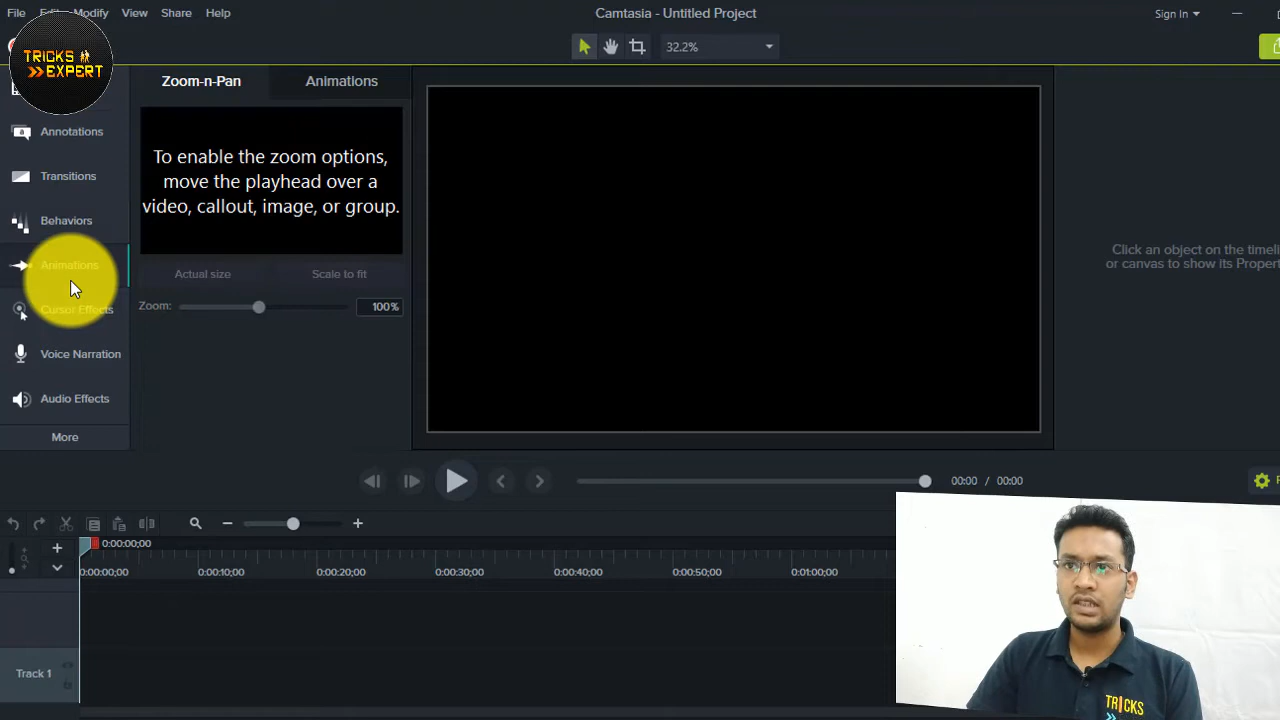 File Edit Modify View Share Help
Camtasia - Untitled Project
Sign In
TRICKS
EXPERT
32.2%
Zoom-n-Pan
Animations
Annotations
Transitions
Behaviors
Animations
Cursor Effects
Voice Narration
Audio Effects
More
To enable the zoom options,
move the playhead over a
video, callout, image, or group.
Actual size
Scale to fit
Zoom:
100%
Click an object on the timeli
or canvas to show its Propert
00:00 / 00:00
0:00:00;00
0:00:00;00 0:00:10;00 0:00:20;00 0:00:30;00 0:00:40;00 0:00:50;00 0:01:00;00
Track 1
TRICKS